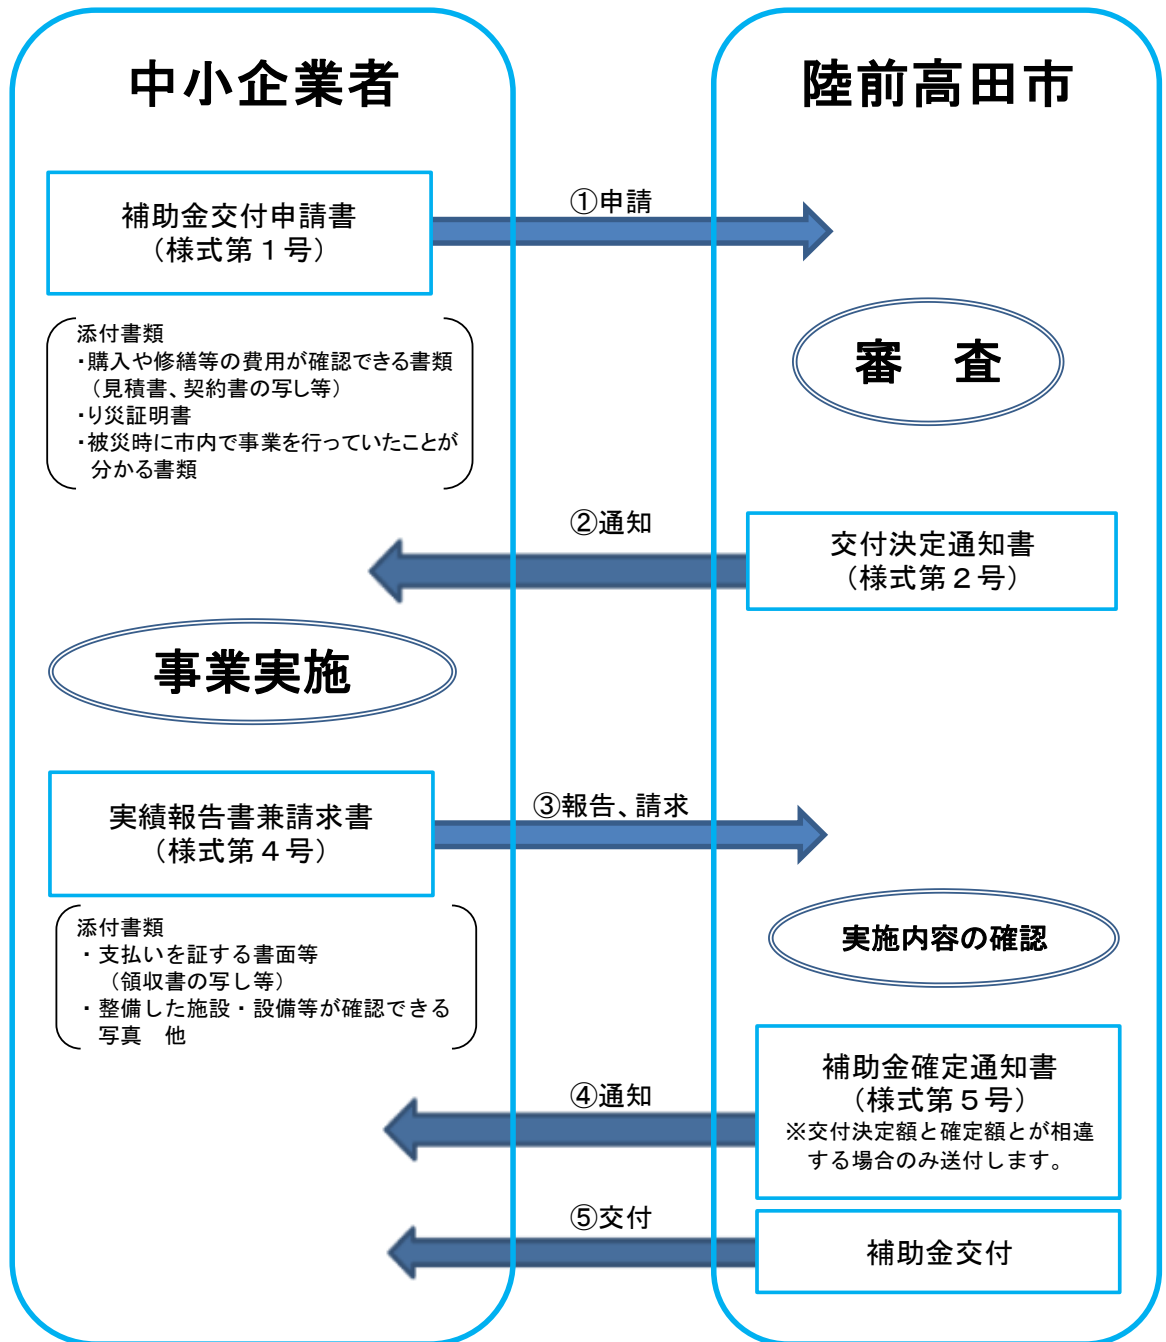 中小企業者
陸前高田市
①申請
補助金交付申請書
（様式第１号）
添付書類
・購入や修繕等の費用が確認できる書類
（見積書、契約書の写し等）
・り災証明書
・被災時に市内で事業を行っていたことが
分かる書類
審　査
②通知
交付決定通知書
（様式第２号）
事業実施
③報告、請求
実績報告書兼請求書
（様式第４号）
添付書類
・ 支払いを証する書面等
（領収書の写し等）
・ 整備した施設・設備等が確認できる
写真　他
実施内容の確認
④通知
補助金確定通知書
（様式第５号）
※交付決定額と確定額とが相違
する場合のみ送付します。
⑤交付
補助金交付